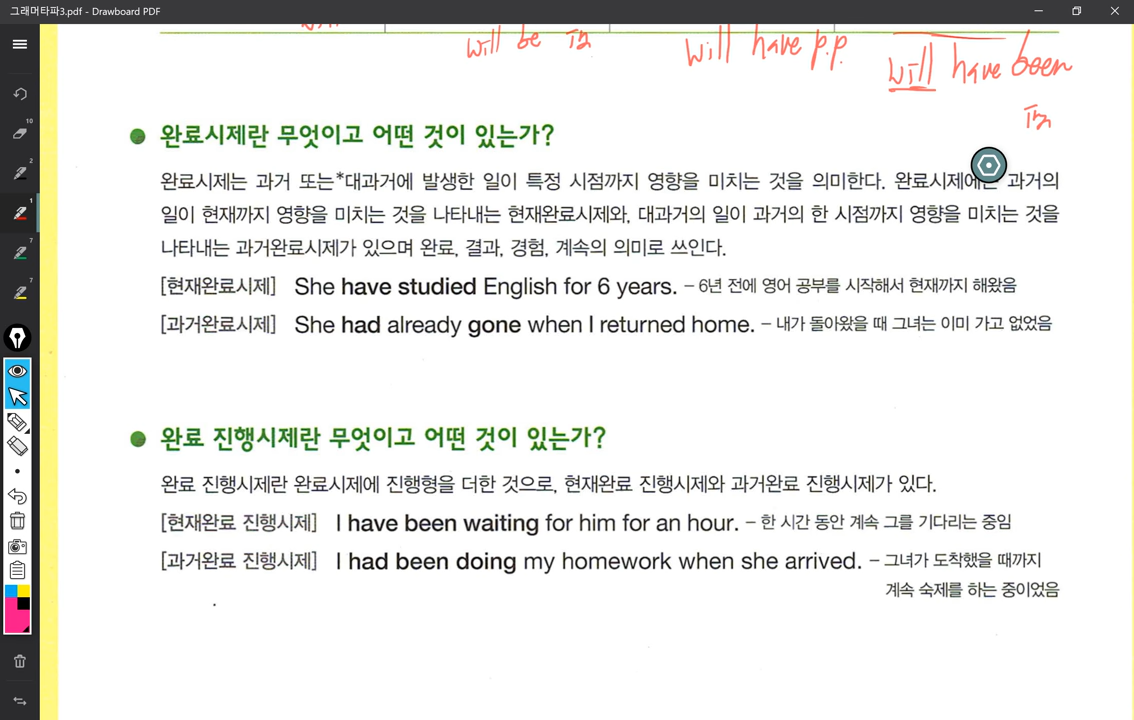 그래머타파3.pdf - Drawboard PDF
will be ing
will have p.p.
will have been
ing
10
2
1
7
7
완료시제란 무엇이고 어떤 것이 있는가?
완료시제는 과거 또는*대과거에 발생한 일이 특정 시점까지 영향을 미치는 것을 의미한다. 완료시제에는 과거의
일이 현재까지 영향을 미치는 것을 나타내는 현재완료시제와, 대과거의 일이 과거의 한 시점까지 영향을 미치는 것을
나타내는 과거완료시제가 있으며 완료, 결과, 경험, 계속의 의미로 쓰인다.
[현재완료시제] She have studied English for 6 years. – 6년 전에 영어 공부를 시작해서 현재까지 해왔음
[과거완료시제] She had already gone when I returned home. – 내가 돌아왔을 때 그녀는 이미 가고 없었음
완료 진행시제란 무엇이고 어떤 것이 있는가?
완료 진행시제란 완료시제에 진행형을 더한 것으로, 현재완료 진행시제와 과거완료 진행시제가 있다.
[현재완료 진행시제] I have been waiting for him for an hour. – 한 시간 동안 계속 그를 기다리는 중임
[과거완료 진행시제] I had been doing my homework when she arrived. – 그녀가 도착했을 때까지
계속 숙제를 하는 중이었음